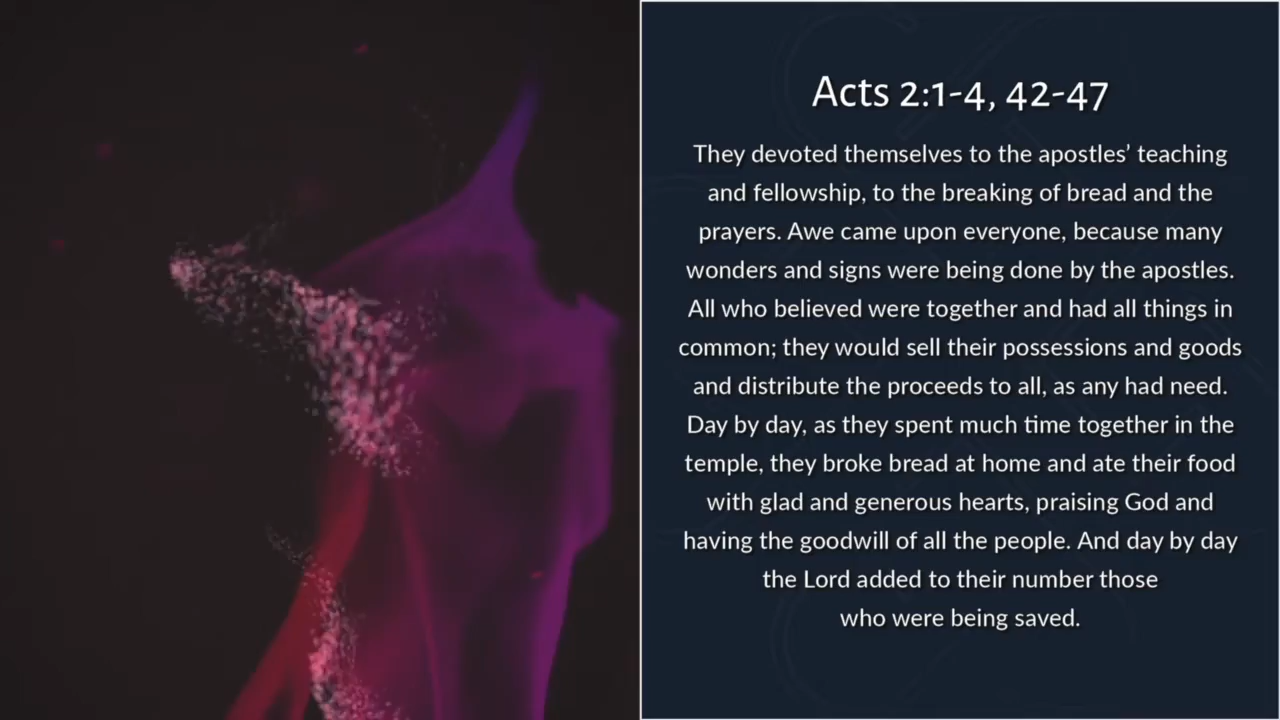 Acts 2:1-4, 42-47
They devoted themselves to the apostles’ teaching
and fellowship, to the breaking of bread and the
prayers. Awe came upon everyone, because many
wonders and signs were being done by the apostles.
All who believed were together and had all things in
common; they would sell their possessions and goods
and distribute the proceeds to all, as any had need.
Day by day, as they spent much time together in the
temple, they broke bread at home and ate their food
with glad and generous hearts, praising God and
having the goodwill of all the people. And day by day
the Lord added to their number those
who were being saved.